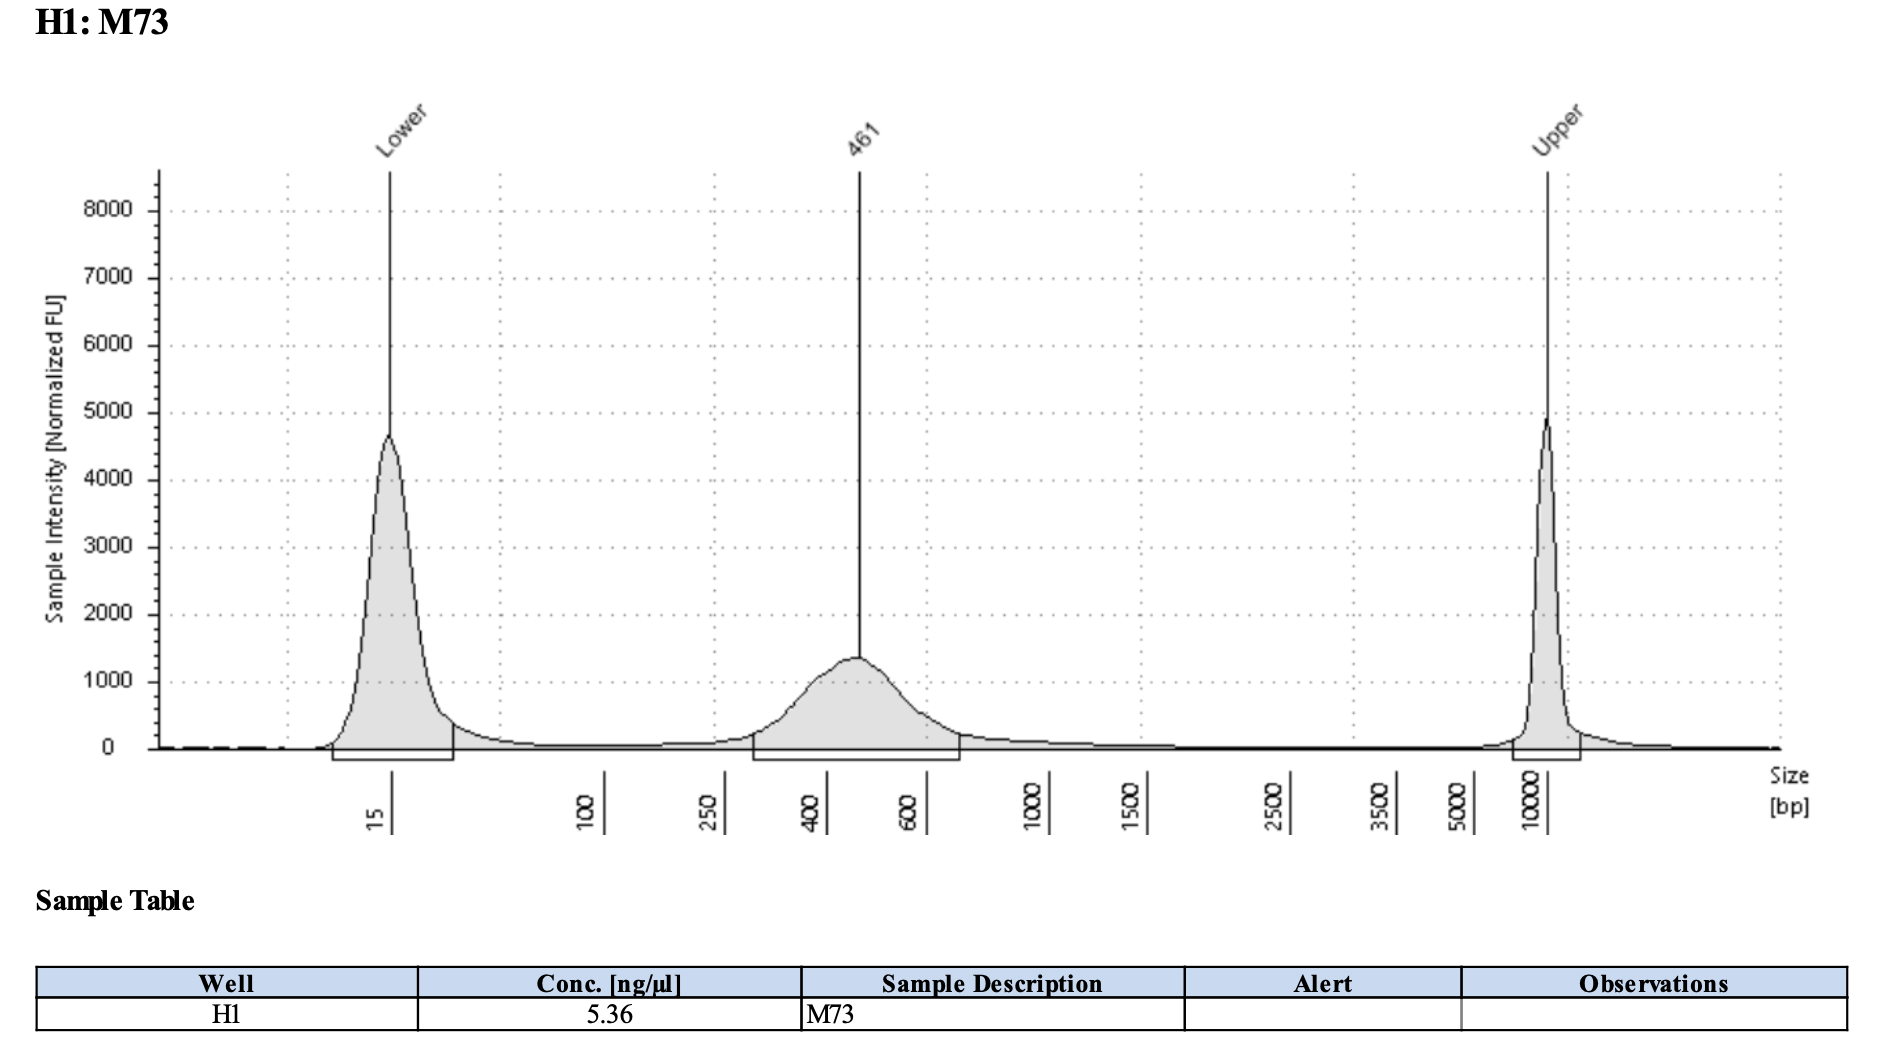 H1: M73
Lower
461
Upper
Sample Intensity [Normalized FU]
8000
7000
6000
5000
4000
3000
2000
1000
0
15
100
250
400
600
1000
1500
2500
3500
5000
10000
Size
[bp]
Sample Table
Well Conc. [ng/µl] Sample Description Alert Observations
H1 5.36 M73